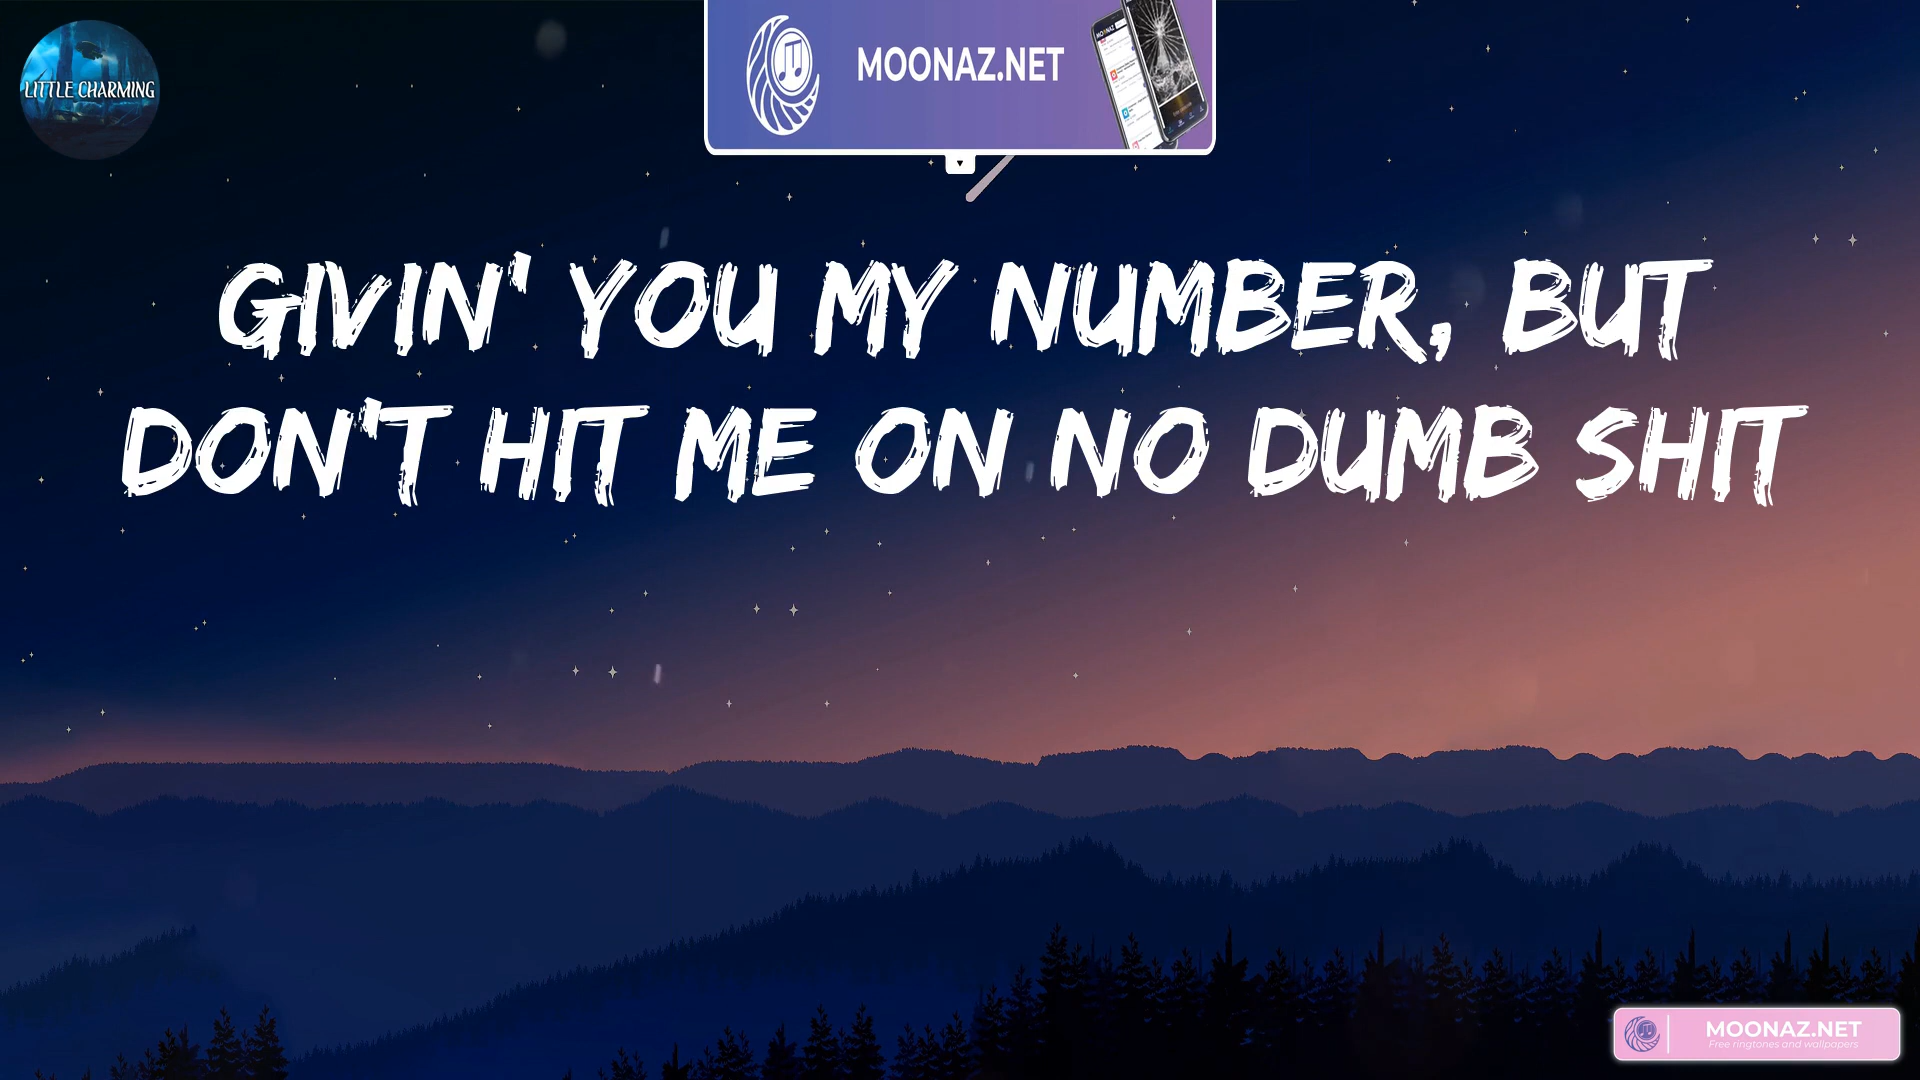 LITTLE CHARMING
MOONAZ.NET
GIVIN' YOU MY NUMBER, BUT
DON'T HIT ME ON NO DUMB SHIT
MOONAZ.NET
Free ringtones and wallpapers